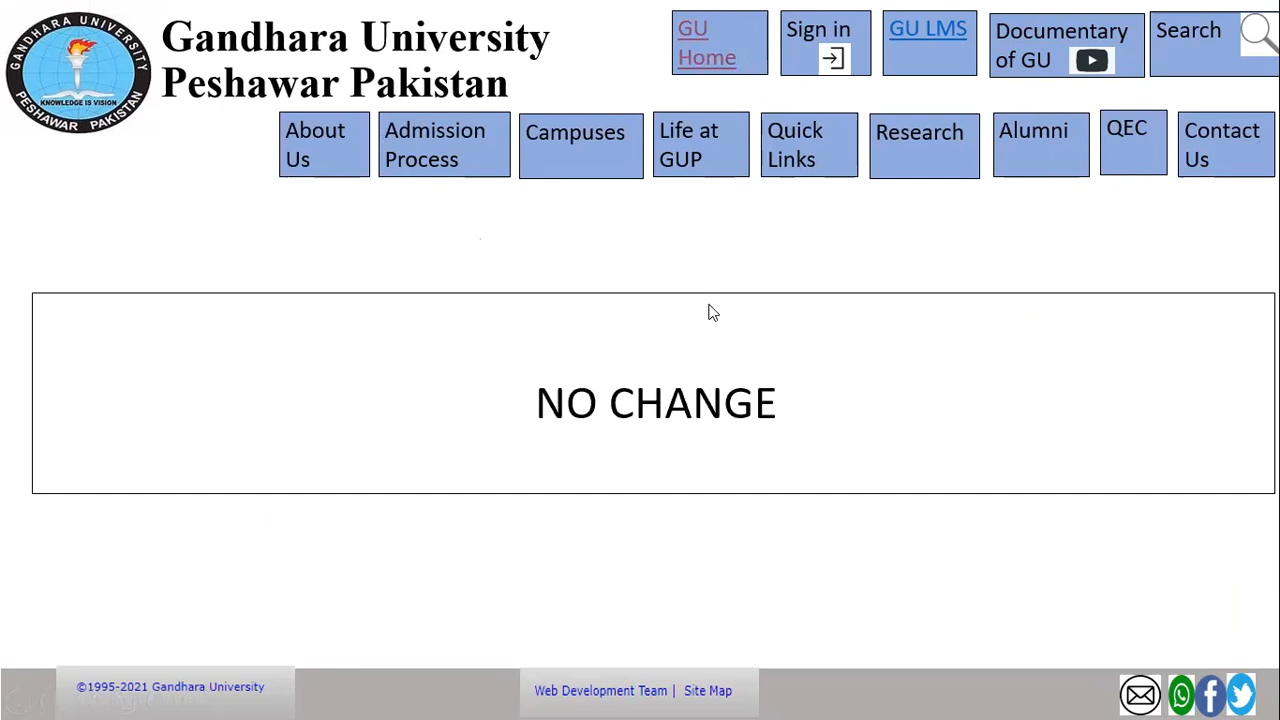 GANDHARA UNIVERSITY
KNOWLEDGE IS VISION
PESHAWAR PAKISTAN
Gandhara University
Peshawar Pakistan
GU
Home
Sign in
GU LMS
Documentary
of GU
Search
About
Us
Admission
Process
Campuses
Life at
GUP
Quick
Links
Research
Alumni
QEC
Contact
Us
NO CHANGE
©1995-2021 Gandhara University
Web Development Team | Site Map